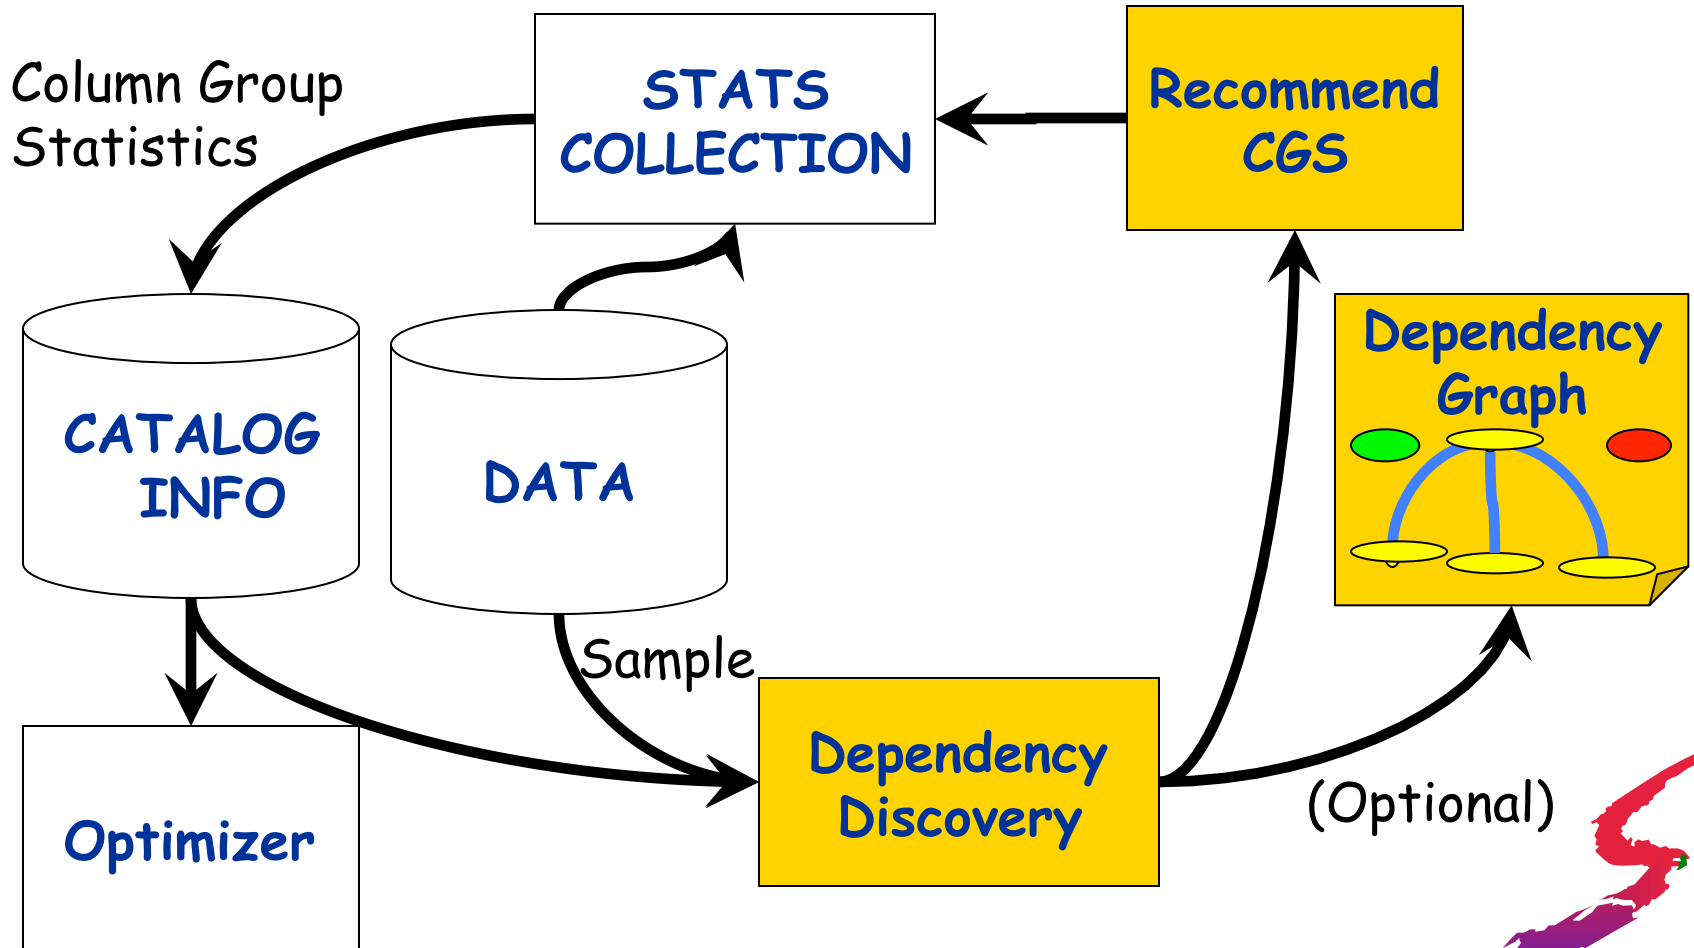 Column Group
Statistics
STATS
COLLECTION
Recommend
CGS
Dependency
Graph
CATALOG
INFO
DATA
Sample
Dependency
Discovery
(Optional)
Optimizer